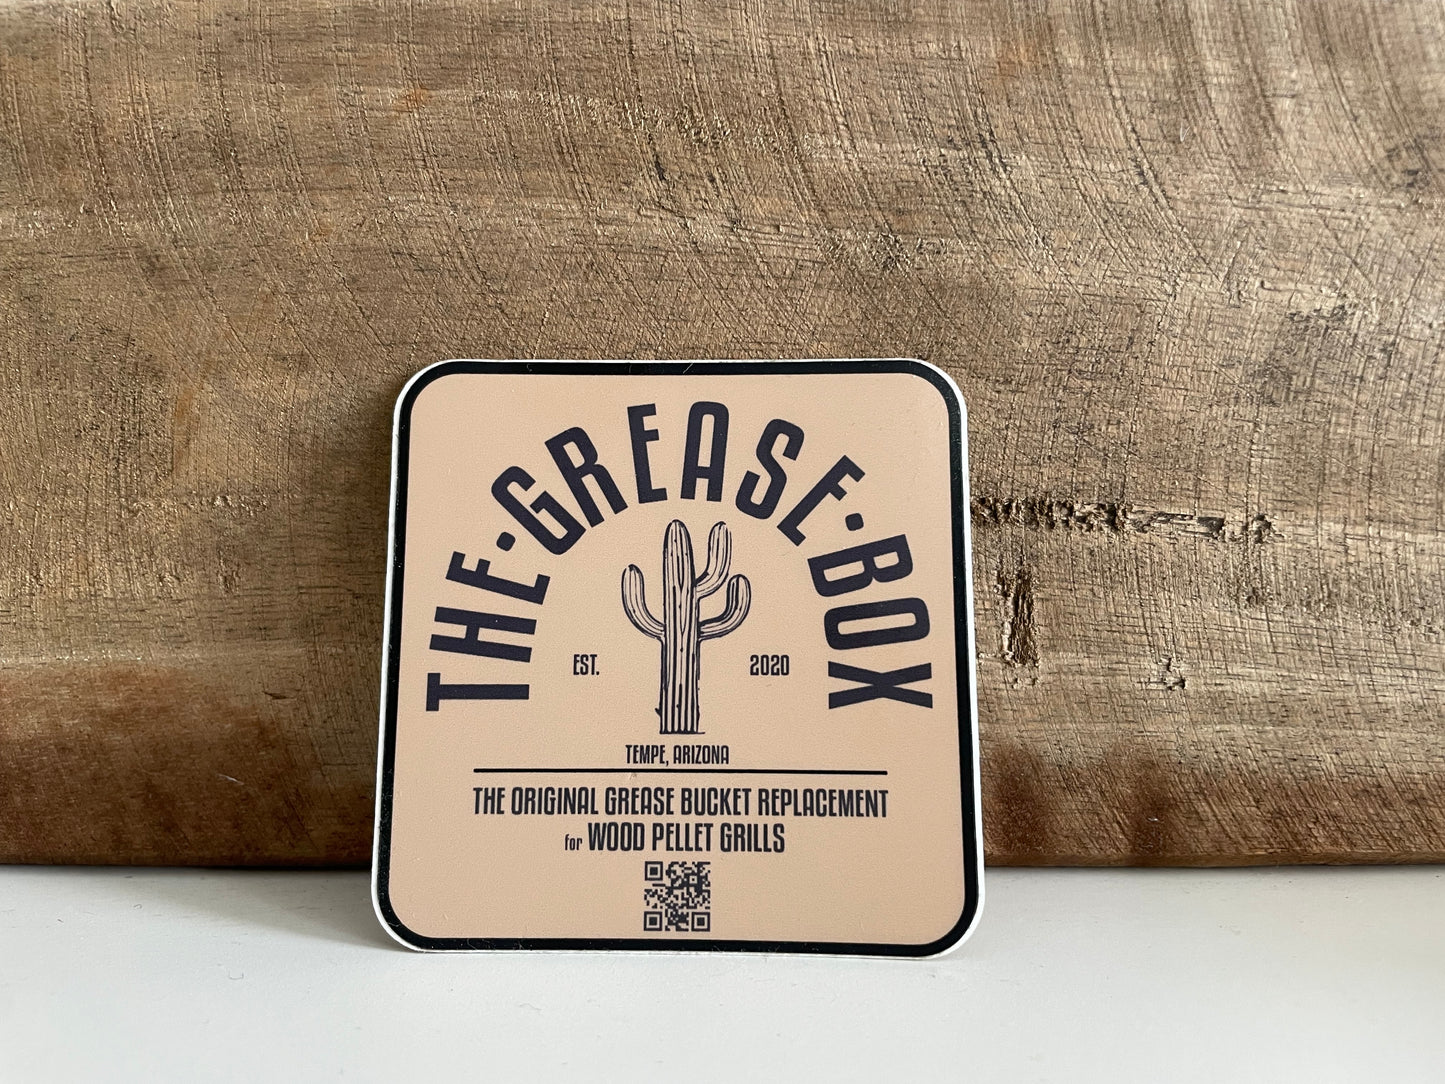 THE·GREASE·BOX
EST. 2020
TEMPE, ARIZONA
THE ORIGINAL GREASE BUCKET REPLACEMENT
for WOOD PELLET GRILLS